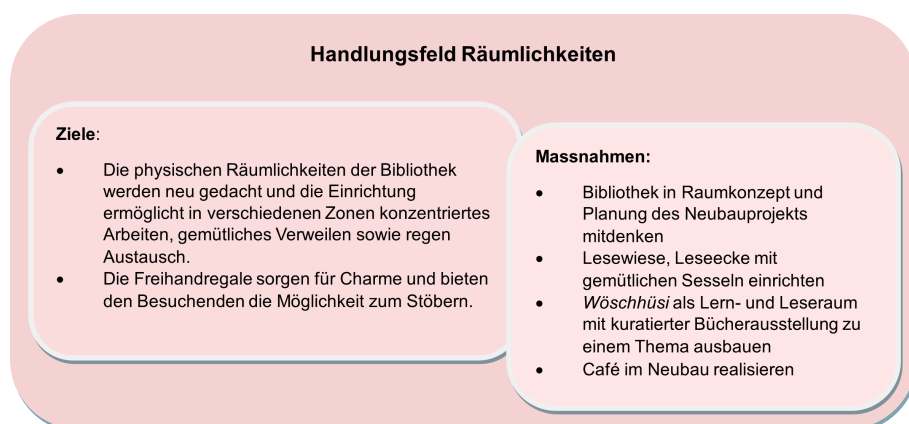 Handlungsfeld Räumlichkeiten
Ziele:
• Die physischen Räumlichkeiten der Bibliothek
werden neu gedacht und die Einrichtung
ermöglicht in verschiedenen Zonen konzentriertes
Arbeiten, gemütliches Verweilen sowie regen
Austausch.
• Die Freihandregale sorgen für Charme und bieten
den Besuchenden die Möglichkeit zum Stöbern.
Massnahmen:
• Bibliothek in Raumkonzept und
Planung des Neubauprojekts
mitdenken
• Lesewiese, Leseecke mit
gemütlichen Sesseln einrichten
• Wöschhüsi als Lern- und Leseraum
mit kuratierter Bücherausstellung zu
einem Thema ausbauen
• Café im Neubau realisieren